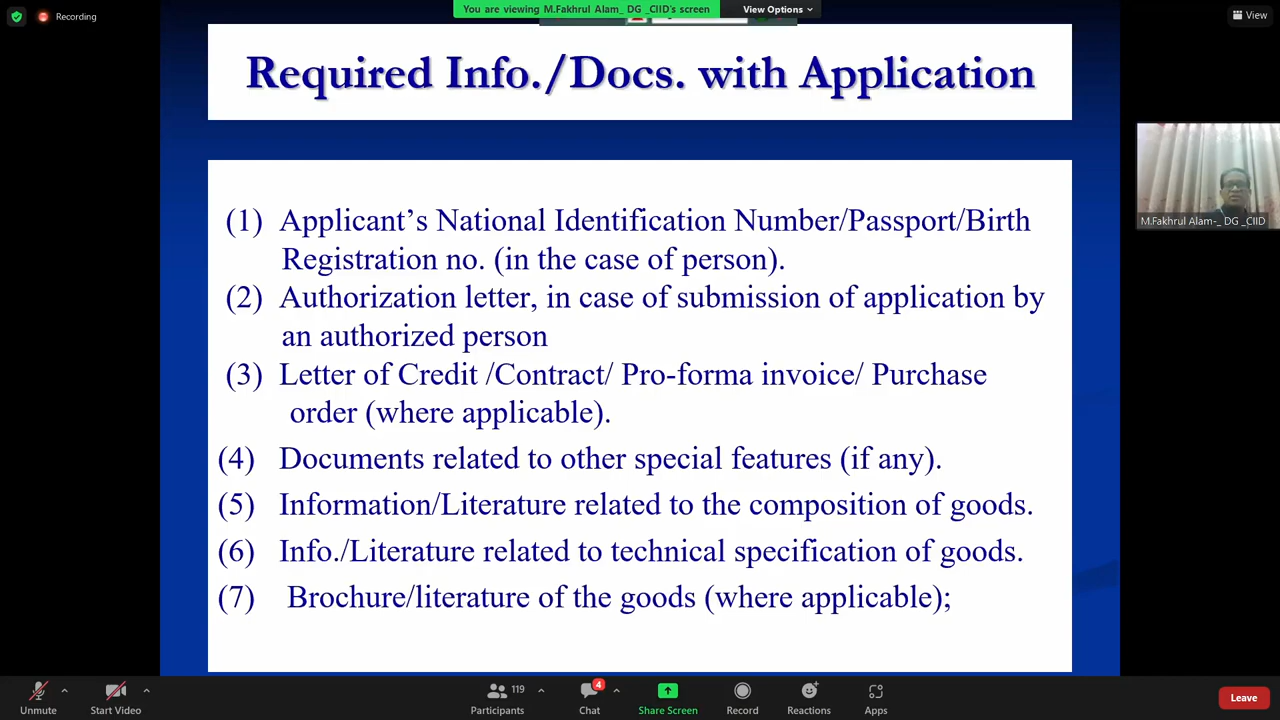 Recording
You are viewing M.Fakhrul Alam_ DG _CIID's screen
View Options
View
Required Info./Docs. with Application
(1) Applicant’s National Identification Number/Passport/Birth
Registration no. (in the case of person).
(2) Authorization letter, in case of submission of application by
an authorized person
(3) Letter of Credit /Contract/ Pro-forma invoice/ Purchase
order (where applicable).
(4) Documents related to other special features (if any).
(5) Information/Literature related to the composition of goods.
(6) Info./Literature related to technical specification of goods.
(7) Brochure/literature of the goods (where applicable);
M.Fakhrul Alam-_ DG _CIID
Unmute
Start Video
Participants 119
Chat 4
Share Screen
Record
Reactions
Apps
Leave